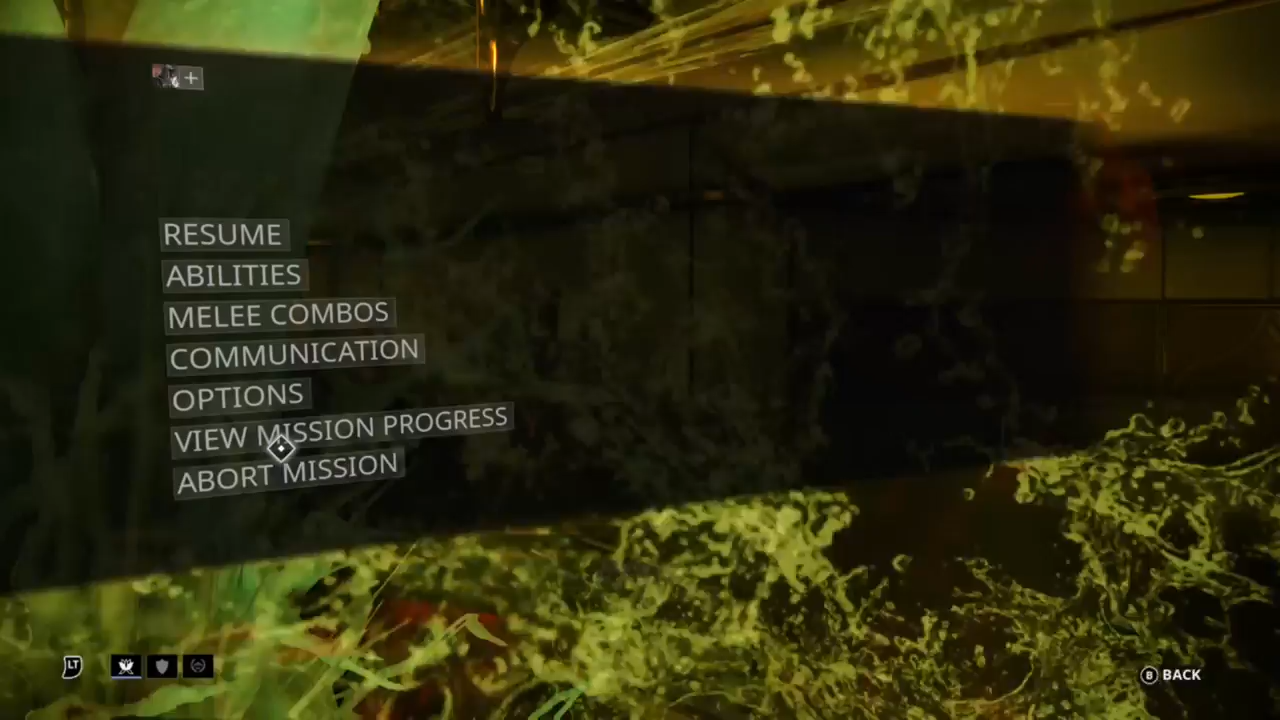 +
RESUME
ABILITIES
MELEE COMBOS
COMMUNICATION
OPTIONS
VIEW MISSION PROGRESS
ABORT MISSION
LT
B BACK